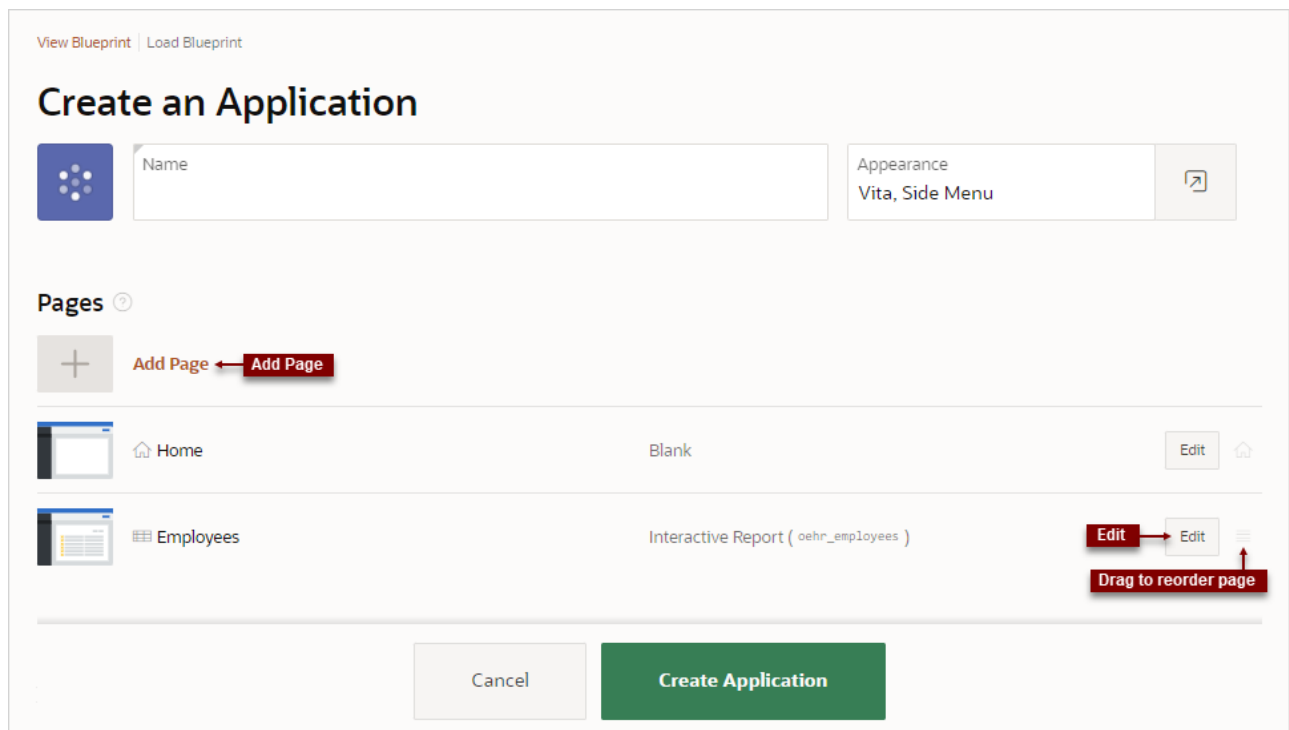 View Blueprint Load Blueprint
Create an Application
Name
Appearance
Vita, Side Menu
Pages ?
Add Page Add Page
Home Blank Edit
Employees Interactive Report ( oehr_employees ) Edit Edit
Drag to reorder page
Cancel Create Application